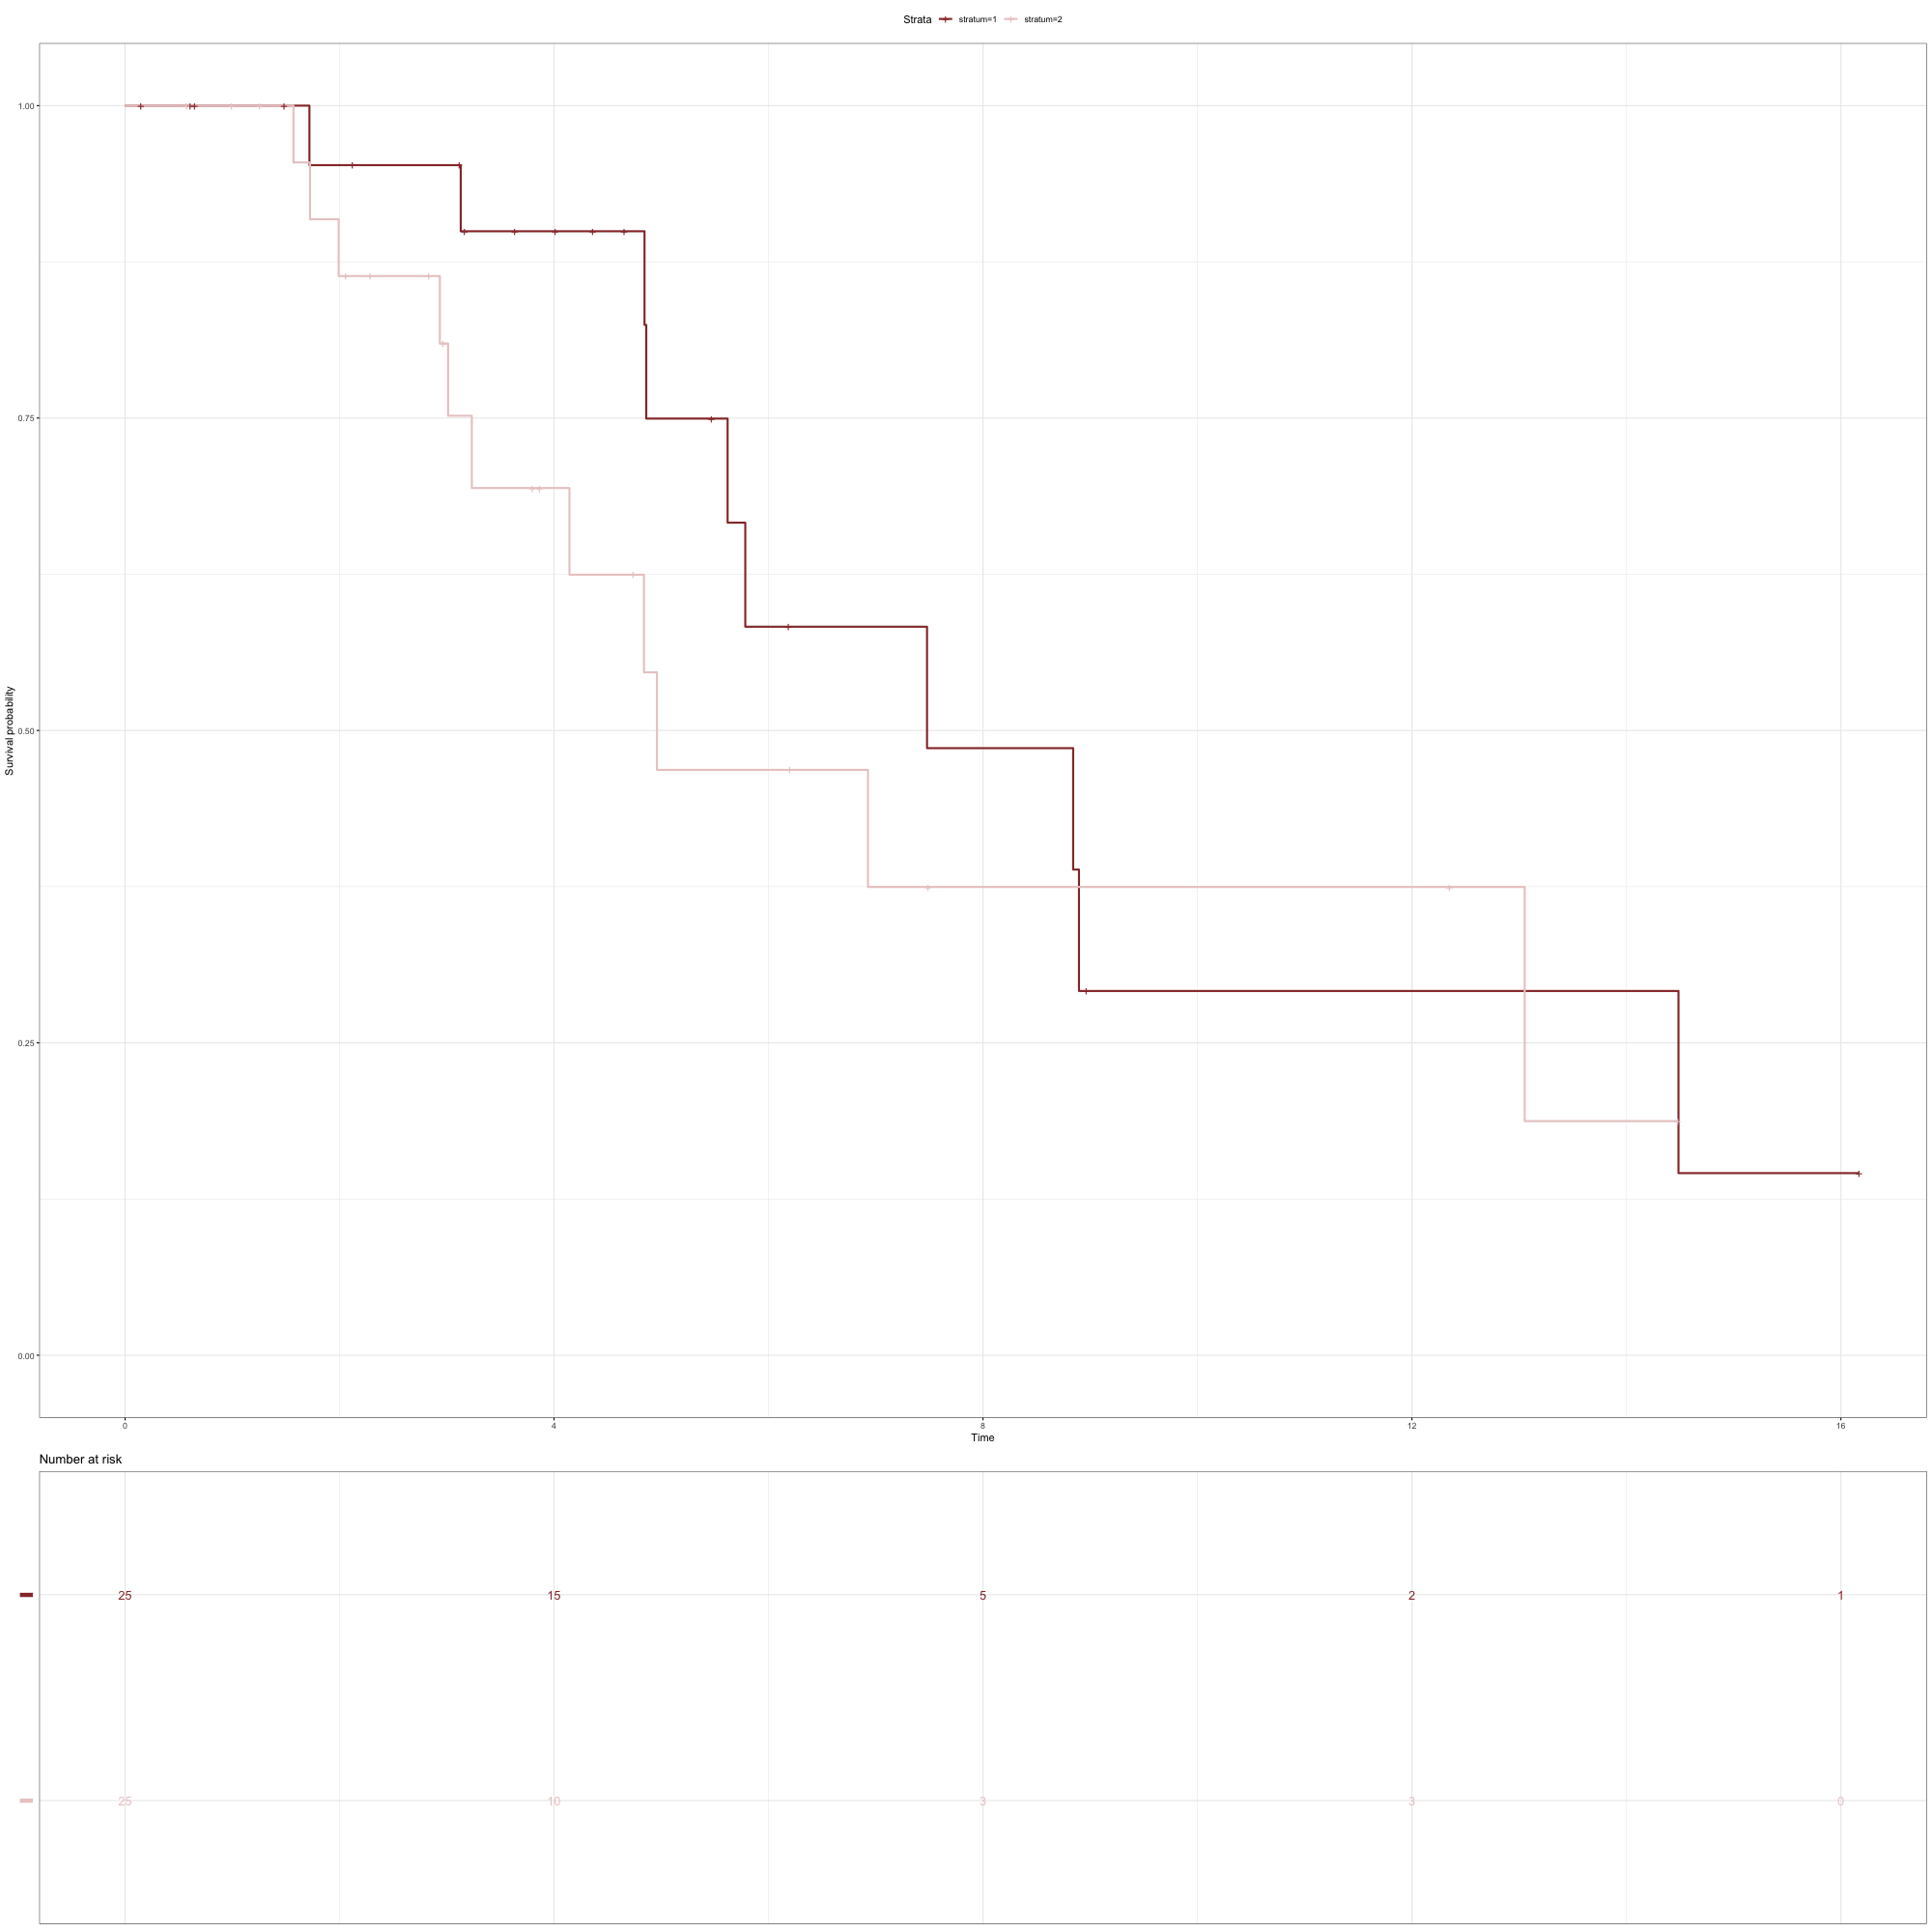 Strata stratum=1 stratum=2
1.00
0.75
0.50
0.25
0.00
Survival probability
0 4 8 12 16
Time
Number at risk
25 15 5 2 1
25 10 3 3 0